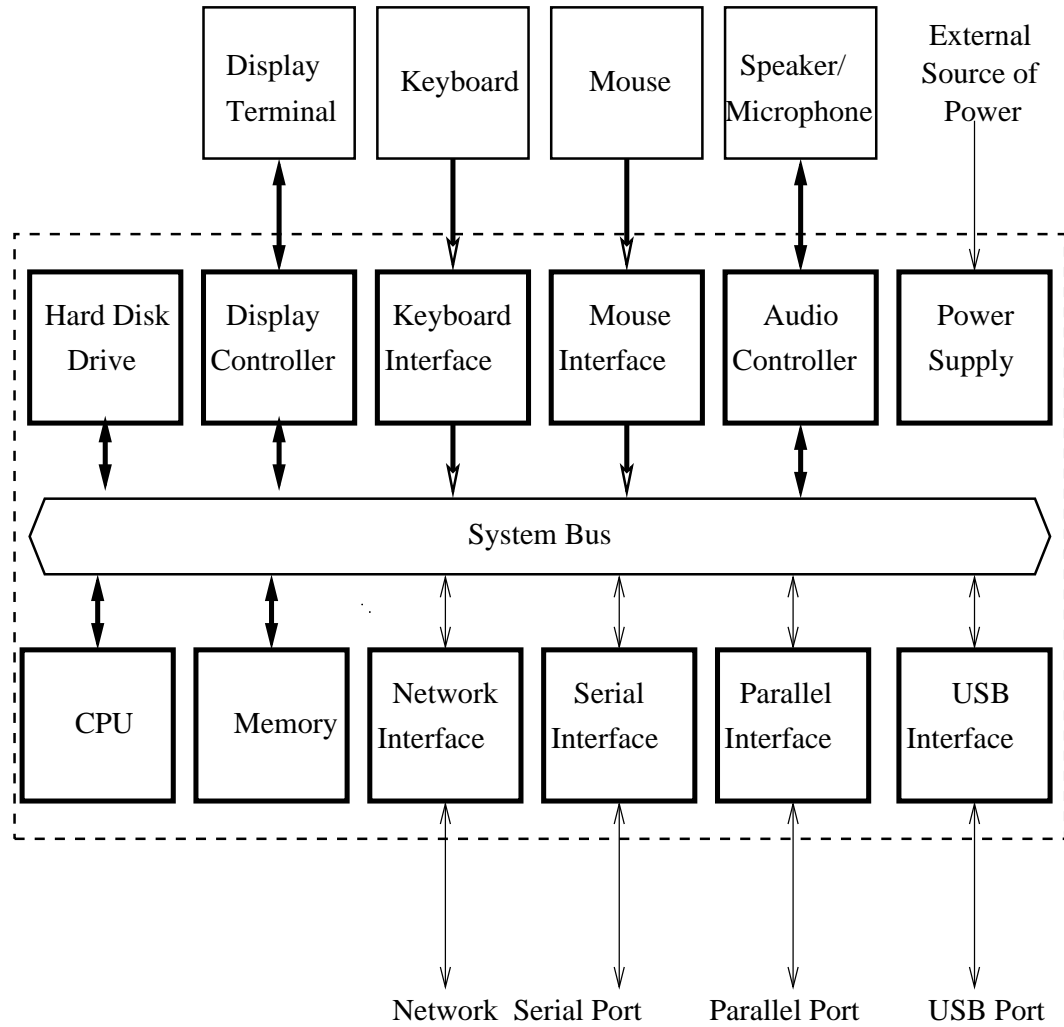 Display
Terminal
Keyboard
Mouse
Speaker/
Microphone
External
Source of
Power
Hard Disk
Drive
Display
Controller
Keyboard
Interface
Mouse
Interface
Audio
Controller
Power
Supply
System Bus
CPU
Memory
Network
Interface
Serial
Interface
Parallel
Interface
USB
Interface
Network
Serial Port
Parallel Port
USB Port